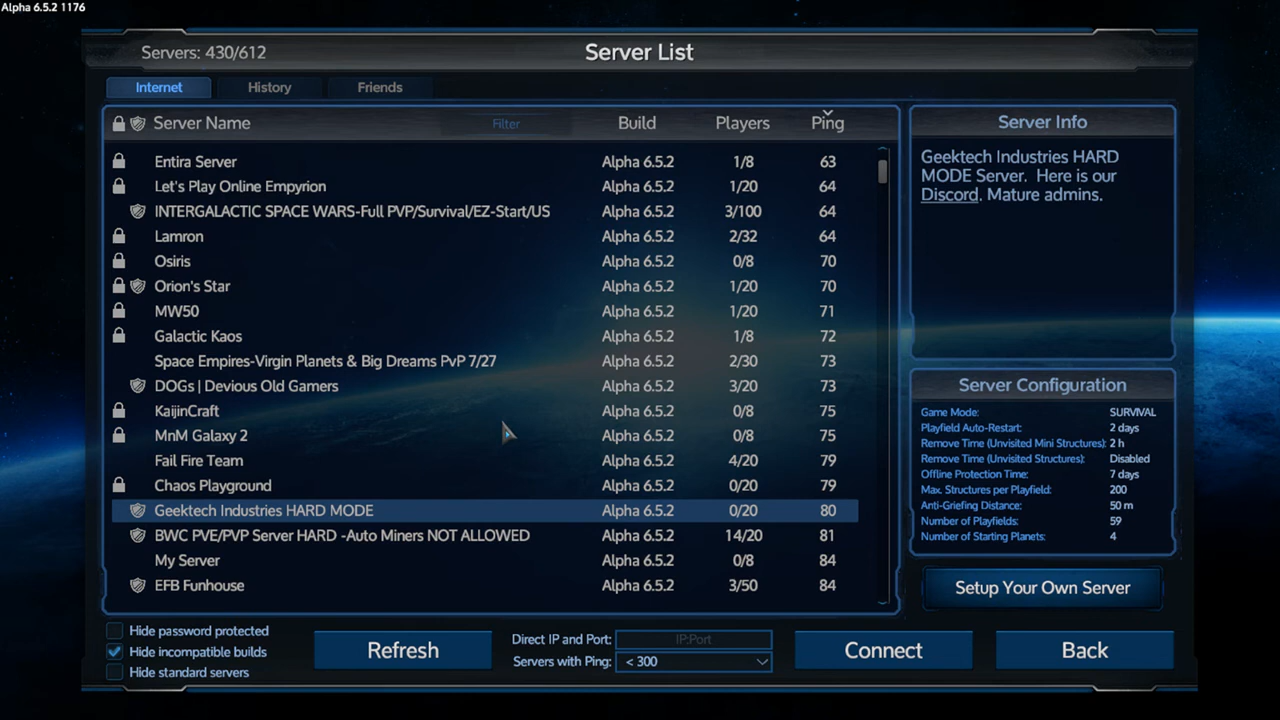 Alpha 6.5.2 1176
Servers: 430/612
Server List
Internet History Friends
Server Name Filter Build Players Ping
Entira Server Alpha 6.5.2 1/8 63
Let's Play Online Empyrion Alpha 6.5.2 1/20 64
INTERGALACTIC SPACE WARS-Full PVP/Survival/EZ-Start/US Alpha 6.5.2 3/100 64
Lamron Alpha 6.5.2 2/32 64
Osiris Alpha 6.5.2 0/8 70
Orion's Star Alpha 6.5.2 1/20 70
MW50 Alpha 6.5.2 1/20 71
Galactic Kaos Alpha 6.5.2 1/8 72
Space Empires-Virgin Planets & Big Dreams PvP 7/27 Alpha 6.5.2 2/30 73
DOGs | Devious Old Gamers Alpha 6.5.2 3/20 73
KaijinCraft Alpha 6.5.2 0/8 75
MnM Galaxy 2 Alpha 6.5.2 0/8 75
Fail Fire Team Alpha 6.5.2 4/20 79
Chaos Playground Alpha 6.5.2 0/20 79
Geektech Industries HARD MODE Alpha 6.5.2 0/20 80
BWC PVE/PVP Server HARD -Auto Miners NOT ALLOWED Alpha 6.5.2 14/20 81
My Server Alpha 6.5.2 0/8 84
EFB Funhouse Alpha 6.5.2 3/50 84
Server Info
Geektech Industries HARD
MODE Server. Here is our
Discord. Mature admins.
Server Configuration
Game Mode: SURVIVAL
Playfield Auto-Restart: 2 days
Remove Time (Unvisited Mini Structures): 2 h
Remove Time (Unvisited Structures): Disabled
Offline Protection Time: 7 days
Max. Structures per Playfield: 200
Anti-Griefing Distance: 50 m
Number of Playfields: 59
Number of Starting Planets: 4
Setup Your Own Server
Hide password protected
Hide incompatible builds
Hide standard servers
Refresh
Direct IP and Port: IP:Port
Servers with Ping: < 300
Connect
Back